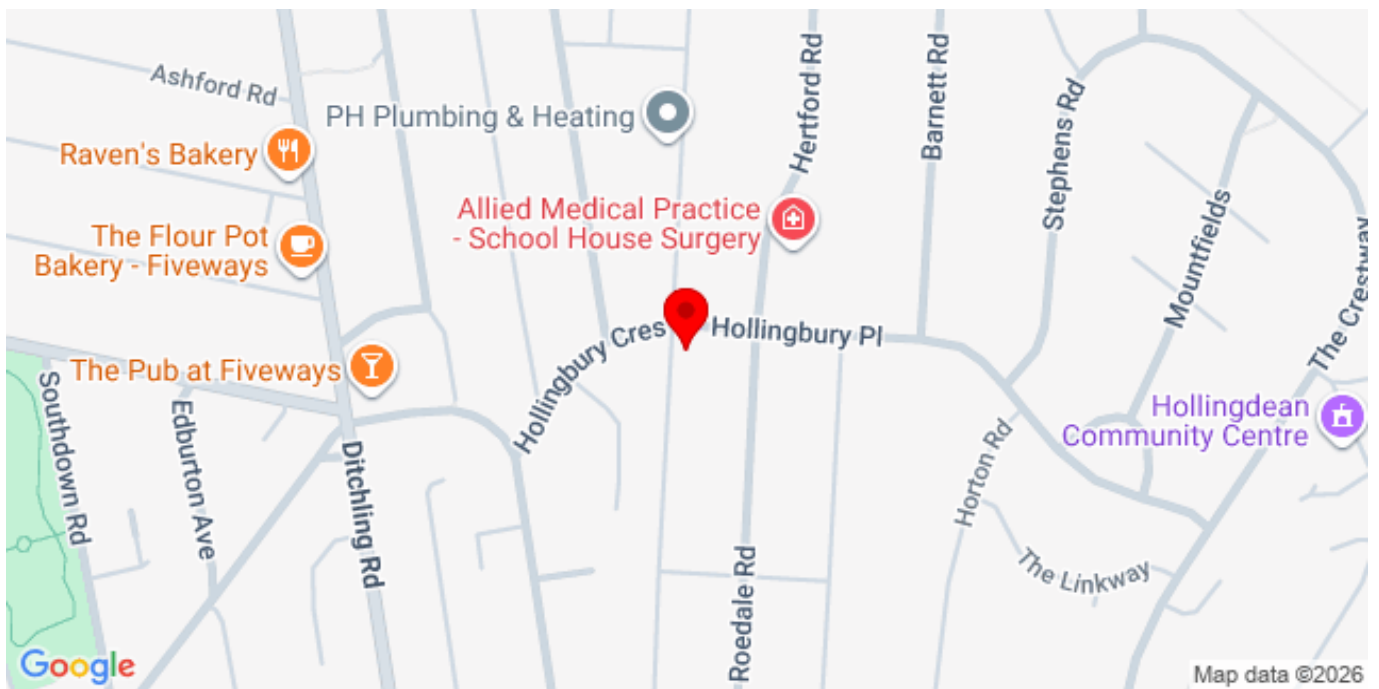 Ashford Rd
PH Plumbing & Heating
Hertford Rd
Barnett Rd
Stephens Rd
Raven's Bakery
Allied Medical Practice
- School House Surgery
Mountfields
The Flour Pot
Bakery - Fiveways
The Crestway
Hollingbury Cres
Hollingbury Pl
The Pub at Fiveways
Southdown Rd
Edburton Ave
Ditchling Rd
Hollingdean
Community Centre
Horton Rd
Roedale Rd
The Linkway
Google
Map data ©2026